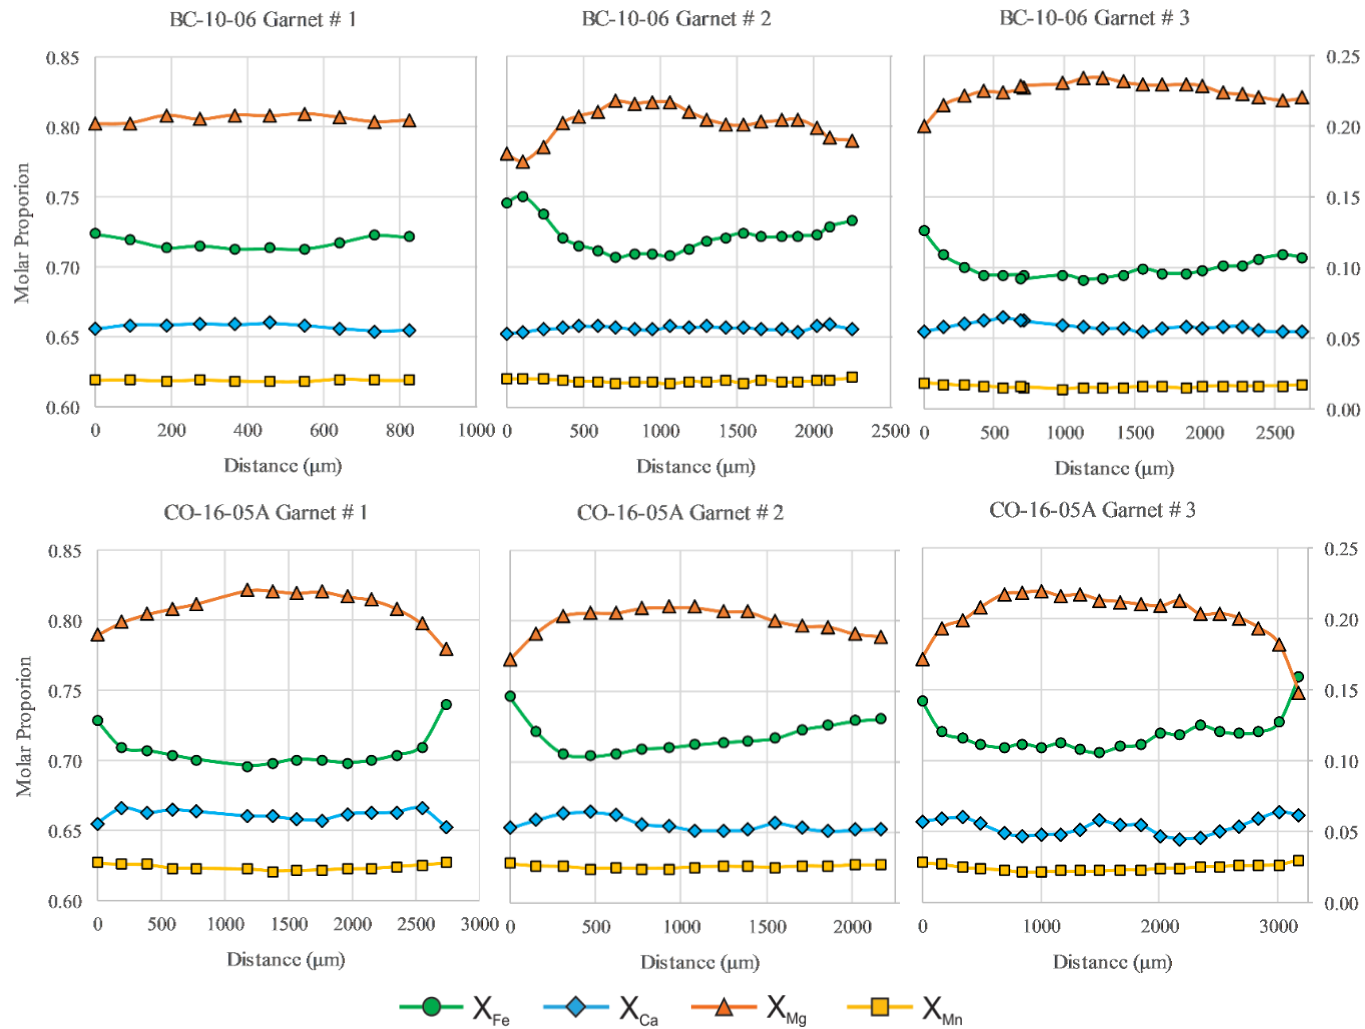 BC-10-06 Garnet # 1
BC-10-06 Garnet # 2
BC-10-06 Garnet # 3
Molar Proporion
0.85
0.80
0.75
0.70
0.65
0.60
0.25
0.20
0.15
0.10
0.05
0.00
0 200 400 600 800 1000
0 500 1000 1500 2000 2500
0 500 1000 1500 2000 2500
Distance (μm)
Distance (μm)
Distance (μm)
CO-16-05A Garnet # 1
CO-16-05A Garnet # 2
CO-16-05A Garnet # 3
Molar Proporion
0.85
0.80
0.75
0.70
0.65
0.60
0.25
0.20
0.15
0.10
0.05
0.00
0 500 1000 1500 2000 2500 3000
0 500 1000 1500 2000
0 1000 2000 3000
Distance (μm)
Distance (μm)
Distance (μm)
XFe XCa XMg XMn